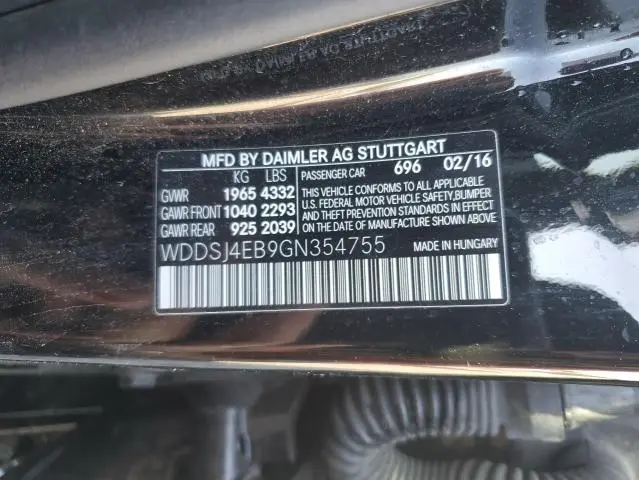 MFD BY DAIMLER AG STUTTGART
KG LBS PASSENGER CAR 696 02/16
GVWR 1965 4332
GAWR FRONT 1040 2293
GAWR REAR 925 2039
THIS VEHICLE CONFORMS TO ALL APPLICABLE
U.S. FEDERAL MOTOR VEHICLE SAFETY,BUMPER
AND THEFT PREVENTION STANDARDS IN EFFECT
ON THE DATE OF MANUFACTURE SHOWN ABOVE.
WDDSJ4EB9GN354755 MADE IN HUNGARY